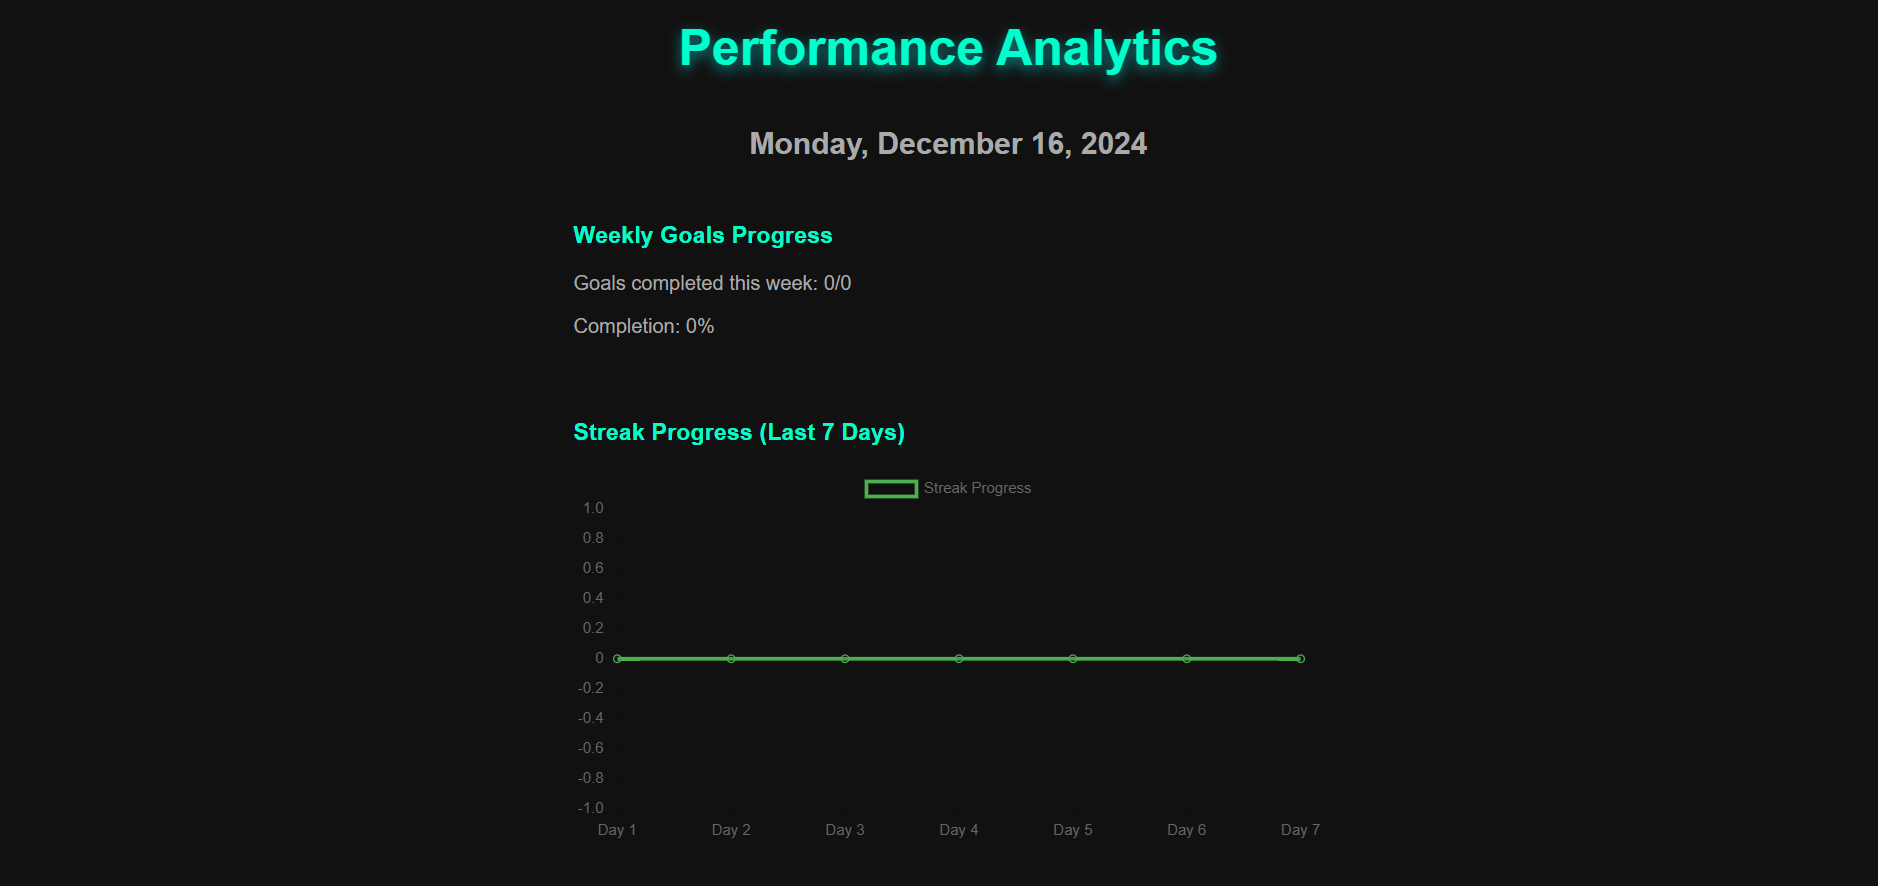 Performance Analytics
Monday, December 16, 2024
Weekly Goals Progress
Goals completed this week: 0/0
Completion: 0%
Streak Progress (Last 7 Days)
Streak Progress
1.0
0.8
0.6
0.4
0.2
0
-0.2
-0.4
-0.6
-0.8
-1.0
Day 1 Day 2 Day 3 Day 4 Day 5 Day 6 Day 7